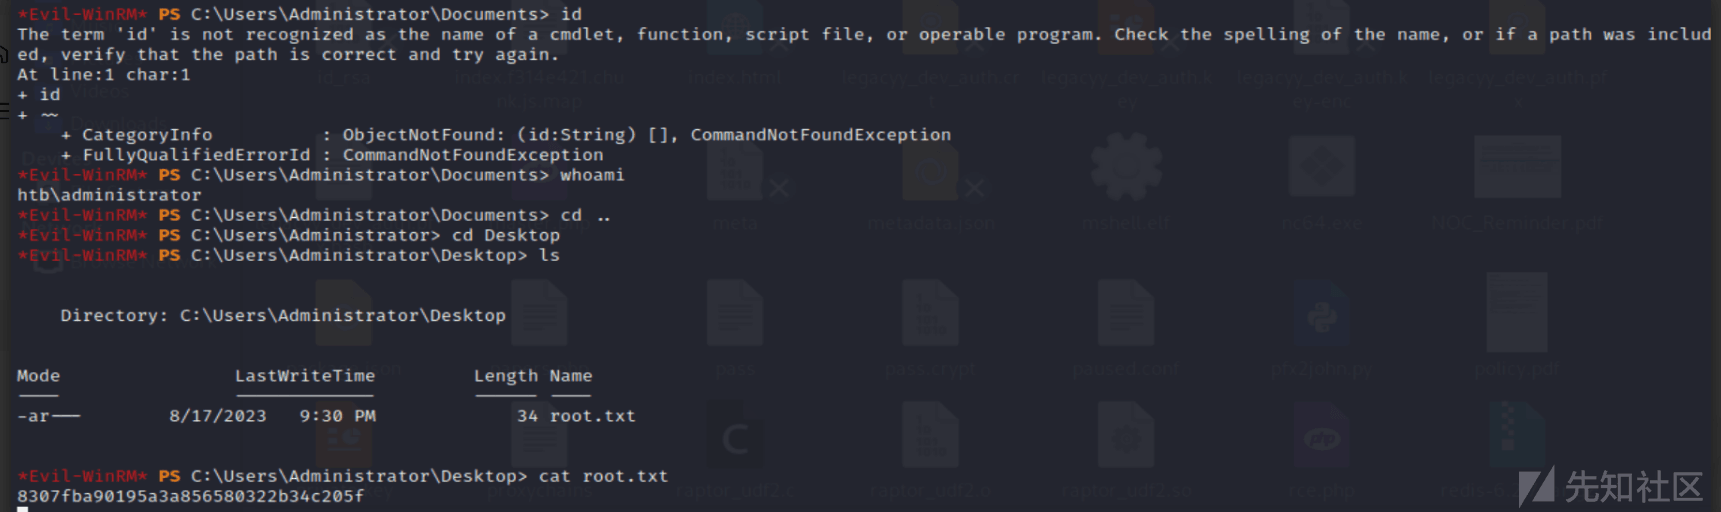 *Evil-WinRM* PS C:\Users\Administrator\Documents> id
The term 'id' is not recognized as the name of a cmdlet, function, script file, or operable program. Check the spelling of the name, or if a path was includ
ed, verify that the path is correct and try again.
At line:1 char:1
+ id
+ ~~
    + CategoryInfo          : ObjectNotFound: (id:String) [], CommandNotFoundException
    + FullyQualifiedErrorId : CommandNotFoundException
*Evil-WinRM* PS C:\Users\Administrator\Documents> whoami
htb\administrator
*Evil-WinRM* PS C:\Users\Administrator\Documents> cd ..
*Evil-WinRM* PS C:\Users\Administrator> cd Desktop
*Evil-WinRM* PS C:\Users\Administrator\Desktop> ls
    Directory: C:\Users\Administrator\Desktop
Mode                LastWriteTime         Length Name
----                -------------         ------ ----
-ar---        8/17/2023   9:30 PM             34 root.txt
*Evil-WinRM* PS C:\Users\Administrator\Desktop> cat root.txt
8307fba90195a3a856580322b34c205f
先知社区